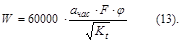 W = 60000 · (a_час · F · φ) / √K_t (13).